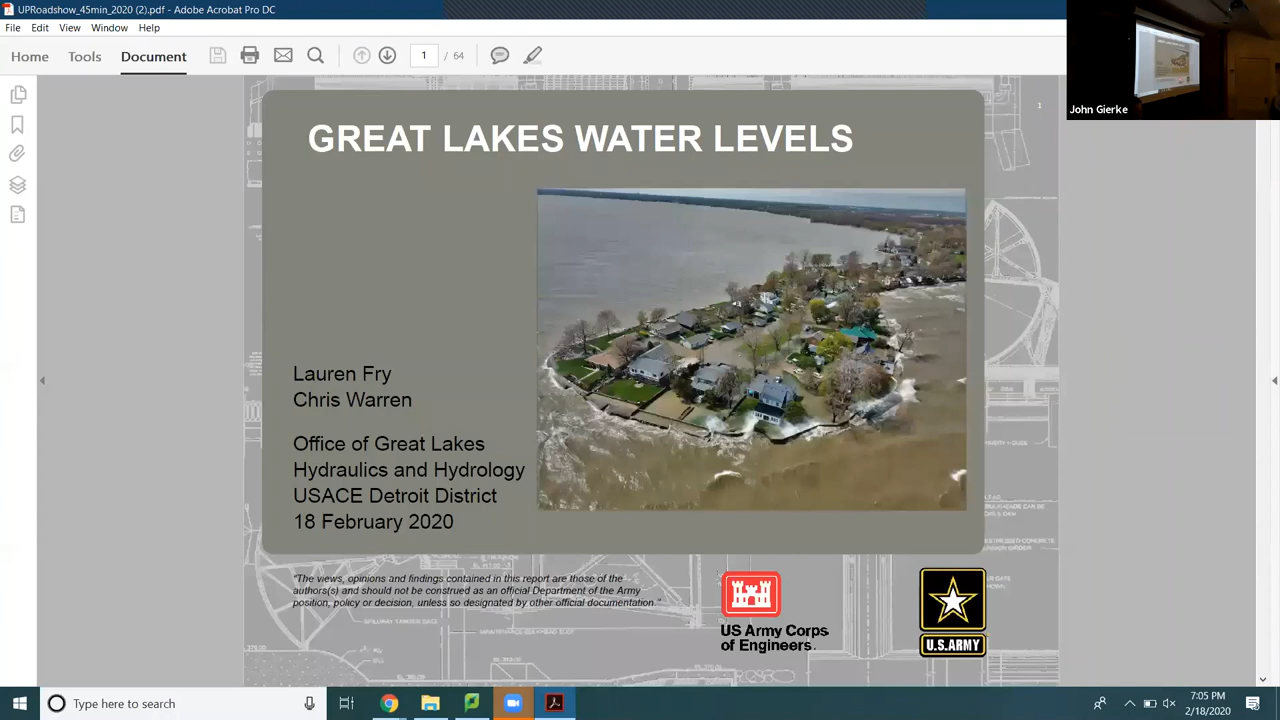 UPRoadshow_45min_2020 (2).pdf - Adobe Acrobat Pro DC
File Edit View Window Help
Home Tools Document 1 / 64
John Gierke
1
GREAT LAKES WATER LEVELS
Lauren Fry
Chris Warren
Office of Great Lakes
Hydraulics and Hydrology
USACE Detroit District
18 February 2020
"The views, opinions and findings contained in this report are those of the
authors(s) and should not be construed as an official Department of the Army
position, policy or decision, unless so designated by other official documentation."
US Army Corps
of Engineers.
U.S.ARMY
Type here to search
7:05 PM
2/18/2020